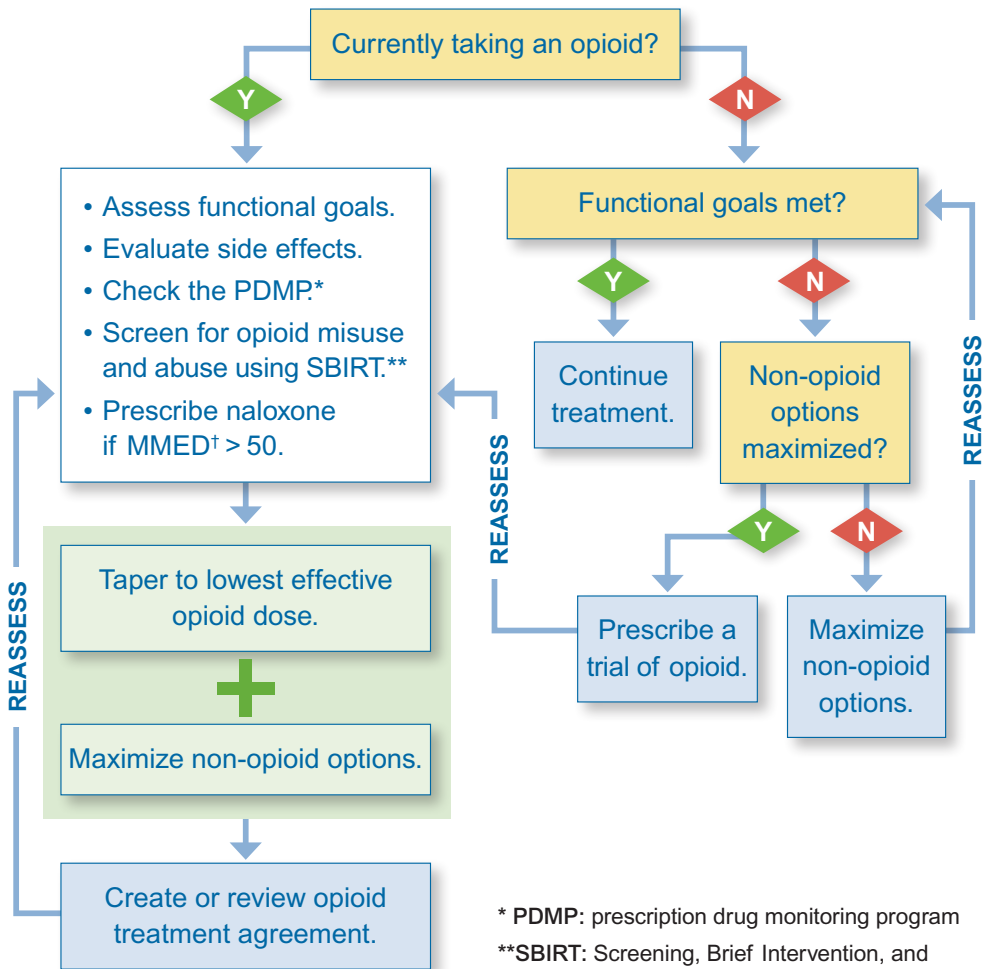 Currently taking an opioid?
Y
N
• Assess functional goals.
• Evaluate side effects.
• Check the PDMP.*
• Screen for opioid misuse
and abuse using SBIRT.**
• Prescribe naloxone
if MMED† > 50.
Functional goals met?
Y
N
Continue
treatment.
Non-opioid
options
maximized?
REASSESS
REASSESS
Y
N
Taper to lowest effective
opioid dose.
Prescribe a
trial of opioid.
Maximize
non-opioid
options.
REASSESS
Maximize non-opioid options.
Create or review opioid
treatment agreement.
* PDMP: prescription drug monitoring program
**SBIRT: Screening, Brief Intervention, and